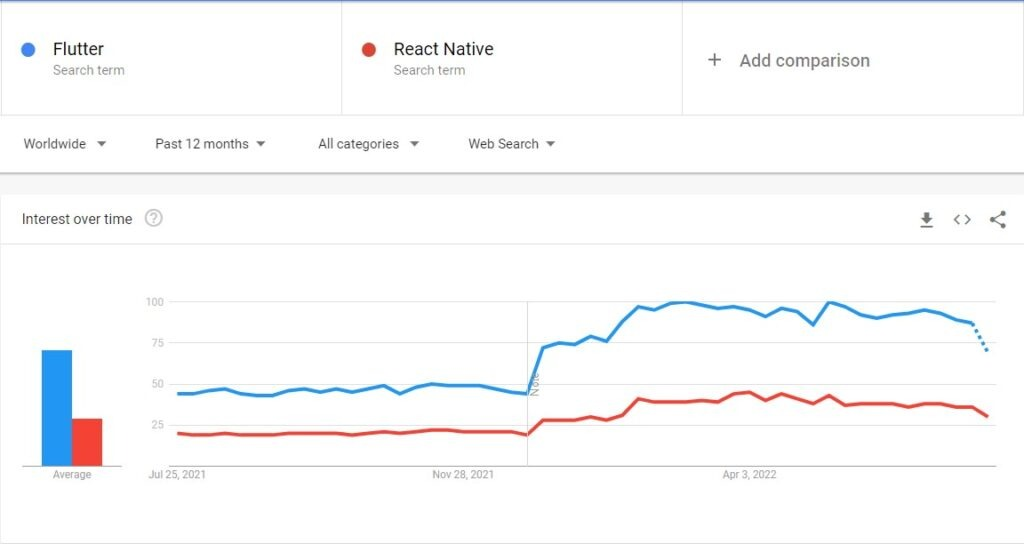 Flutter
Search term
React Native
Search term
+ Add comparison
Worldwide
Past 12 months
All categories
Web Search
Interest over time
?
100
75
50
25
Note
Average
Jul 25, 2021
Nov 28, 2021
Apr 3, 2022